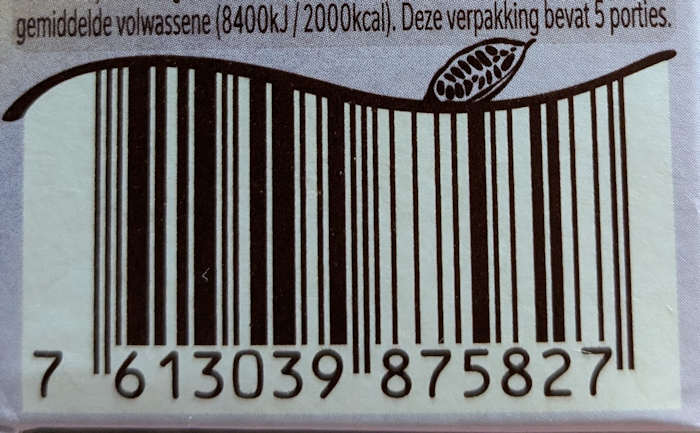 gemiddelde volwassene (8400kJ / 2000kcal). Deze verpakking bevat 5 porties.
7 613039 875827